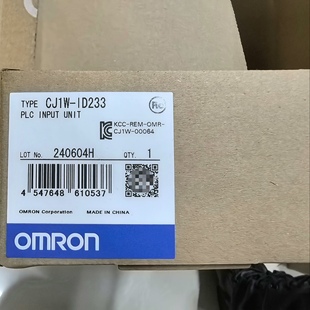 TYPE CJ1W-ID233
PLC INPUT UNIT
KCC-REM-OMR-
CJ1W-00064
LOT No. 240604H QTY. 1
4 547648 610537
OMRON Corporation MADE IN CHINA
OMRON